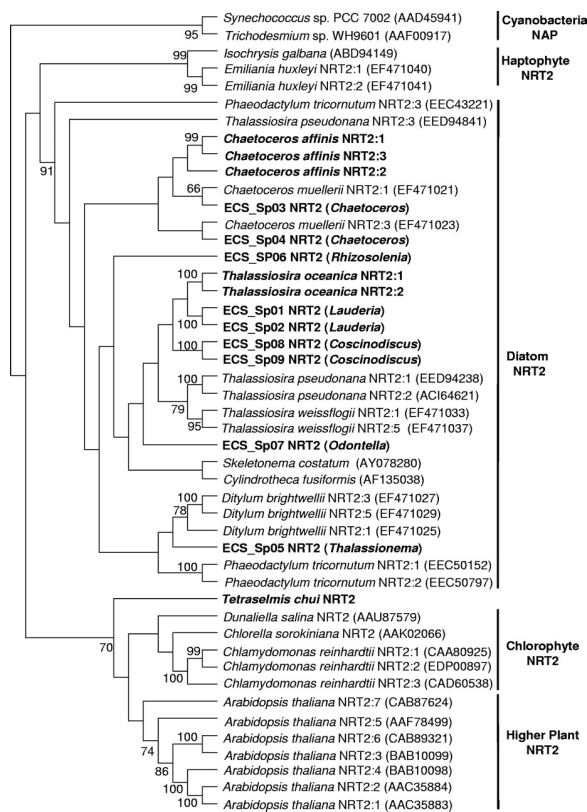 Synechococcus sp. PCC 7002 (AAD45941)
Trichodesmium sp. WH9601 (AAF00917)
95
Cyanobacteria
NAP
Isochrysis galbana (ABD94149)
99
Emiliania huxleyi NRT2:1 (EF471040)
Emiliania huxleyi NRT2:2 (EF471041)
99
Haptophyte
NRT2
Phaeodactylum tricornutum NRT2:3 (EEC43221)
Thalassiosira pseudonana NRT2:3 (EED94841)
91
Chaetoceros affinis NRT2:1
99
Chaetoceros affinis NRT2:3
Chaetoceros affinis NRT2:2
Chaetoceros muellerii NRT2:1 (EF471021)
66
ECS_Sp03 NRT2 (Chaetoceros)
Chaetoceros muellerii NRT2:3 (EF471023)
ECS_Sp04 NRT2 (Chaetoceros)
ECS_SP06 NRT2 (Rhizosolenia)
Thalassiosira oceanica NRT2:1
100
Thalassiosira oceanica NRT2:2
ECS_Sp01 NRT2 (Lauderia)
ECS_Sp02 NRT2 (Lauderia)
100
ECS_Sp08 NRT2 (Coscinodiscus)
100
ECS_Sp09 NRT2 (Coscinodiscus)
Diatom
NRT2
Thalassiosira pseudonana NRT2:1 (EED94238)
100
Thalassiosira pseudonana NRT2:2 (ACI64621)
79
Thalassiosira weissflogii NRT2:1 (EF471033)
Thalassiosira weissflogii NRT2:5 (EF471037)
95
ECS_Sp07 NRT2 (Odontella)
Skeletonema costatum (AY078280)
Cylindrotheca fusiformis (AF135038)
Ditylum brightwellii NRT2:3 (EF471027)
100
Ditylum brightwellii NRT2:5 (EF471029)
78
Ditylum brightwellii NRT2:1 (EF471025)
ECS_Sp05 NRT2 (Thalassionema)
Phaeodactylum tricornutum NRT2:1 (EEC50152)
100
Phaeodactylum tricornutum NRT2:2 (EEC50797)
Tetraselmis chui NRT2
70
Dunaliella salina NRT2 (AAU87579)
Chlorella sorokiniana NRT2 (AAK02066)
Chlamydomonas reinhardtii NRT2:1 (CAA80925)
99
Chlamydomonas reinhardtii NRT2:2 (EDP00897)
100
Chlamydomonas reinhardtii NRT2:3 (CAD60538)
Chlorophyte
NRT2
Arabidopsis thaliana NRT2:7 (CAB87624)
Arabidopsis thaliana NRT2:5 (AAF78499)
74
Arabidopsis thaliana NRT2:6 (CAB89321)
100
Arabidopsis thaliana NRT2:3 (BAB10099)
86
Arabidopsis thaliana NRT2:4 (BAB10098)
Arabidopsis thaliana NRT2:2 (AAC35884)
100
Arabidopsis thaliana NRT2:1 (AAC35883)
100
Higher Plant
NRT2